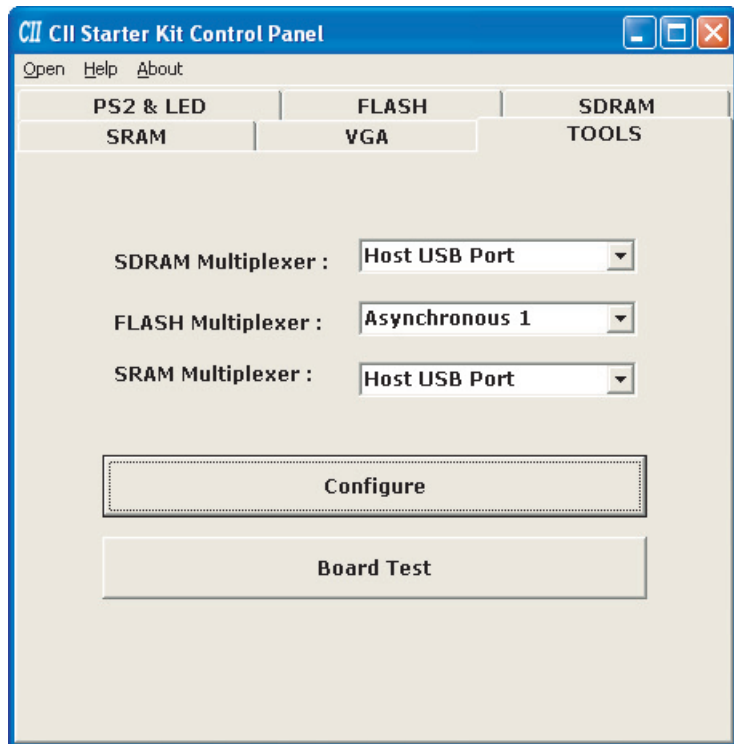 CII CII Starter Kit Control Panel
Open Help About
PS2 & LED FLASH SDRAM
SRAM VGA TOOLS
SDRAM Multiplexer : Host USB Port
FLASH Multiplexer : Asynchronous 1
SRAM Multiplexer : Host USB Port
Configure
Board Test